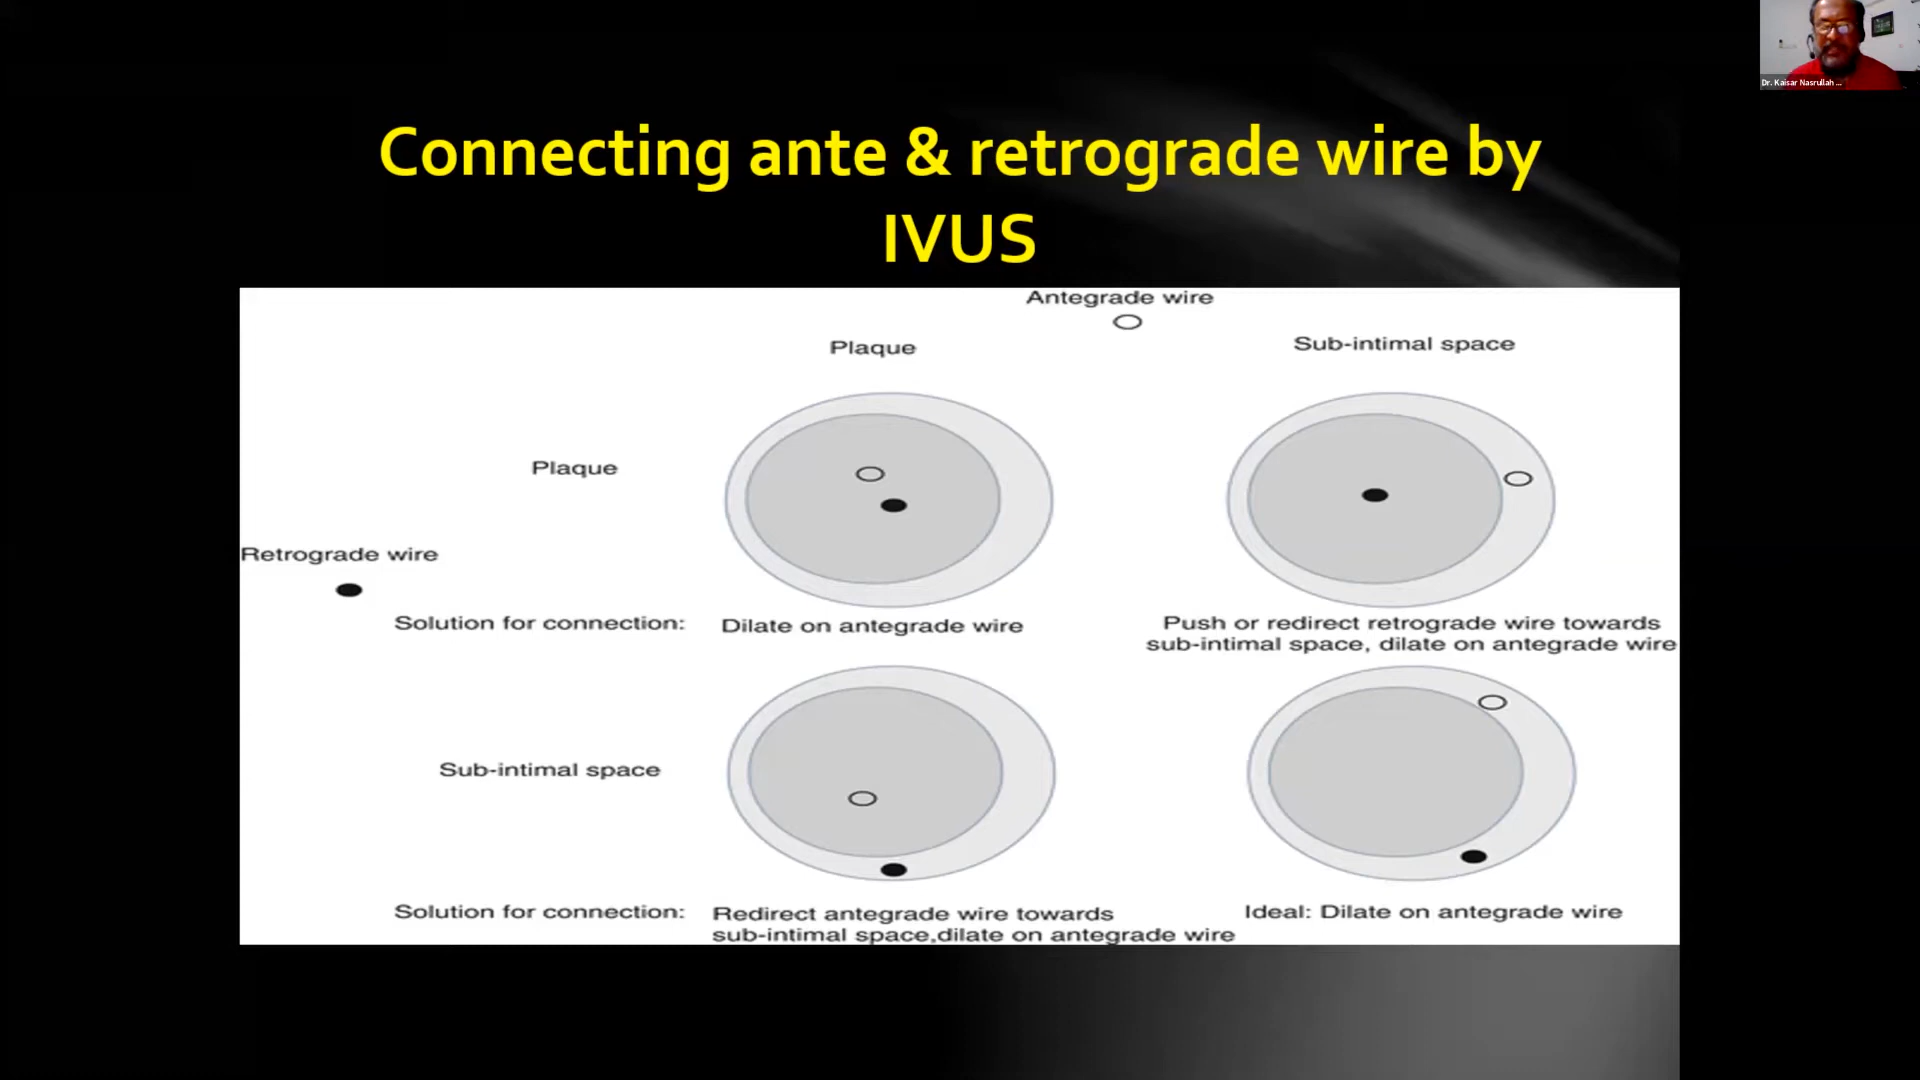 Dr. Kaisar Nasrullah ...
Connecting ante & retrograde wire by
IVUS
Antegrade wire
Plaque
Sub-intimal space
Plaque
Retrograde wire
Solution for connection:
Dilate on antegrade wire
Push or redirect retrograde wire towards
sub-intimal space, dilate on antegrade wire
Sub-intimal space
Solution for connection:
Redirect antegrade wire towards
sub-intimal space,dilate on antegrade wire
Ideal: Dilate on antegrade wire